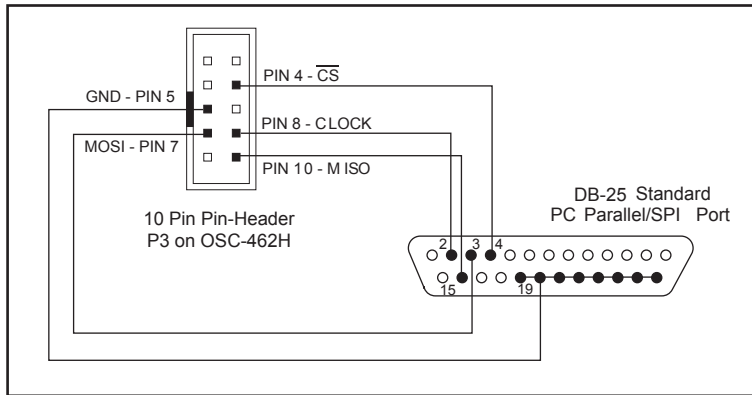 PIN 4 - CS
GND - PIN 5
PIN 8 - CLOCK
MOSI - PIN 7
PIN 10 - MISO
10 Pin Pin-Header
P3 on OSC-462H
DB-25 Standard
PC Parallel/SPI Port
2 3 4
15 19